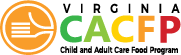 VIRGINIA
CACFP
Child and Adult Care Food Program